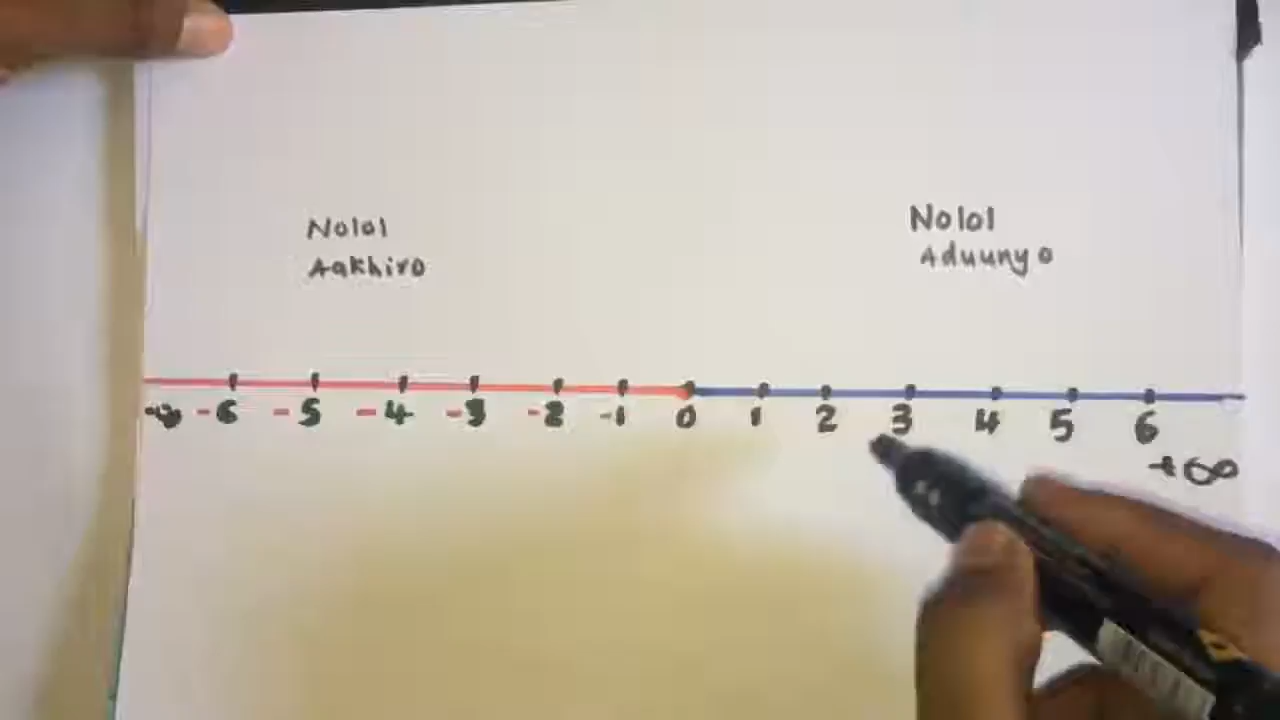 Nolol
Aakhiro
Nolol
Aduunyo
-∞ -6 -5 -4 -3 -2 -1 0 1 2 3 4 5 6
+∞